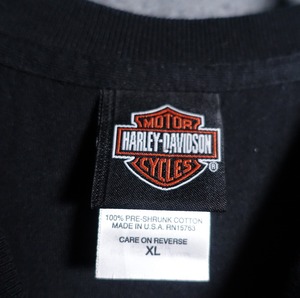 MOTOR
HARLEY-DAVIDSON
CYCLES
®
100% PRE-SHRUNK COTTON
MADE IN U.S.A. RN15763
CARE ON REVERSE
XL